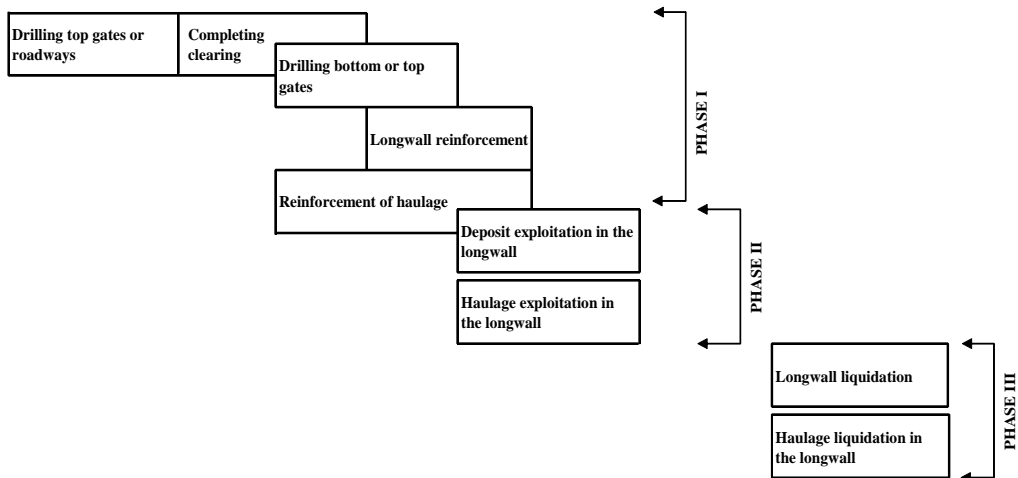 Drilling top gates or
roadways
Completing
clearing
Drilling bottom or top
gates
Longwall reinforcement
Reinforcement of haulage
PHASE I
Deposit exploitation in the
longwall
Haulage exploitation in
the longwall
PHASE II
Longwall liquidation
Haulage liquidation in
the longwall
PHASE III